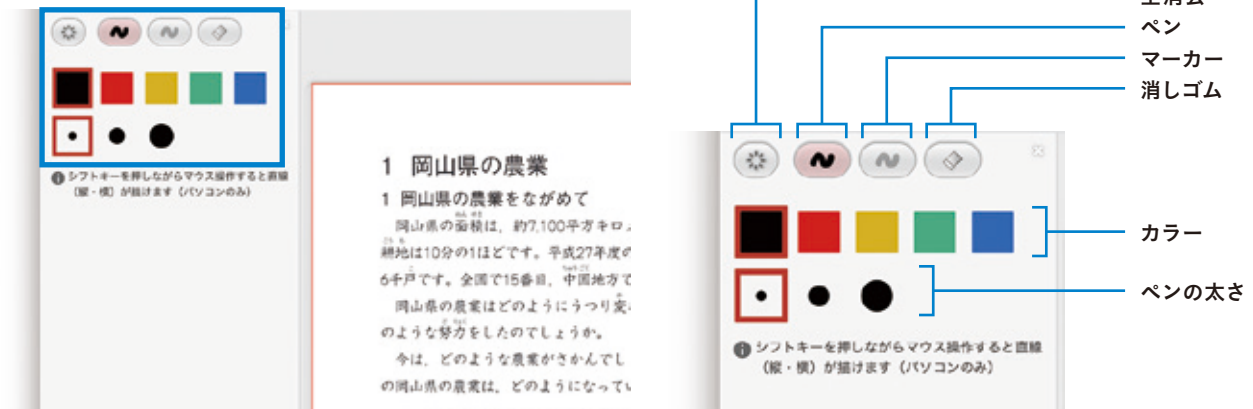 シフトキーを押しながらマウス操作すると直線
(縦・横)が描けます(パソコンのみ)
1 岡山県の農業
1 岡山県の農業をながめて
岡山県の面積は,約7,100平方キロ
耕地は10分の1ほどです。平成27年度の
6千戸です。全国で15番目,中国地方で
岡山県の農業はどのようにうつり変
のような努力をしたのでしょうか。
今は,どのような農業がさかんでし
の岡山県の農業は,どのようになってい
ペン
マーカー
消しゴム
カラー
ペンの太さ
シフトキーを押しながらマウス操作すると直線
(縦・横)が描けます(パソコンのみ)